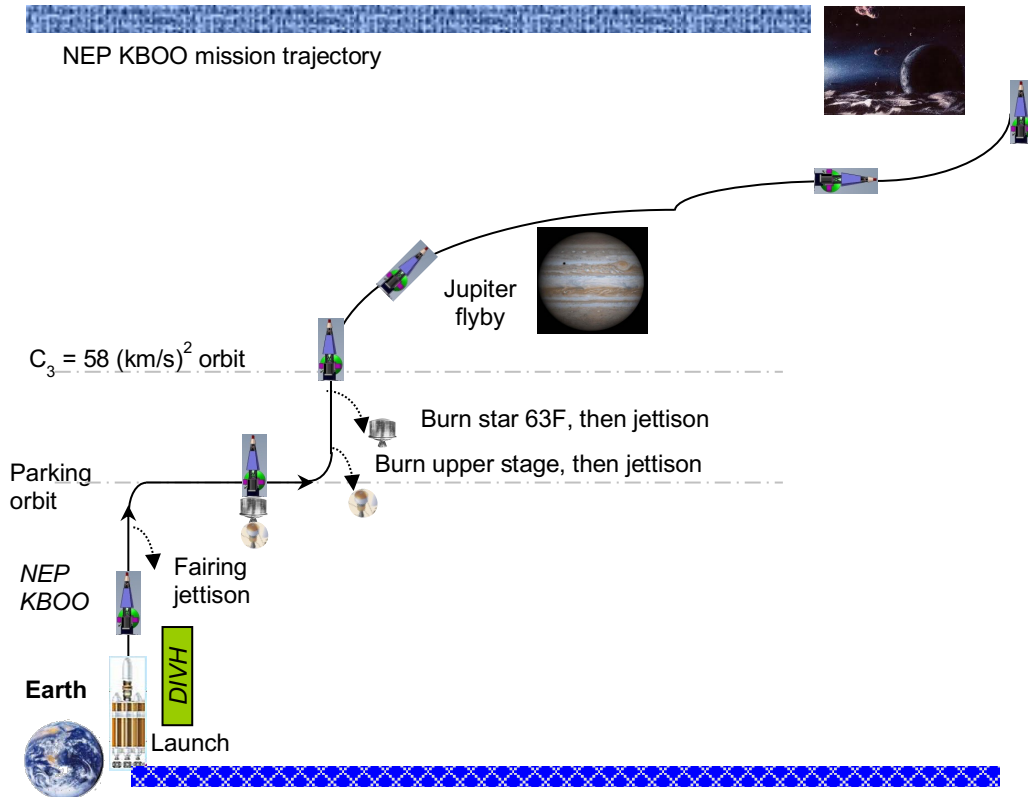 NEP KBOO mission trajectory
Jupiter
flyby
C₃ = 58 (km/s)² orbit
Burn star 63F, then jettison
Burn upper stage, then jettison
Parking
orbit
Fairing
jettison
NEP
KBOO
DIVH
Earth
Launch